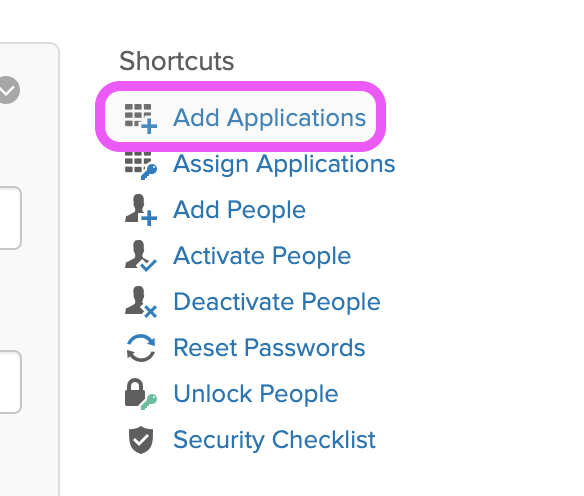 Shortcuts
Add Applications
Assign Applications
Add People
Activate People
Deactivate People
Reset Passwords
Unlock People
Security Checklist